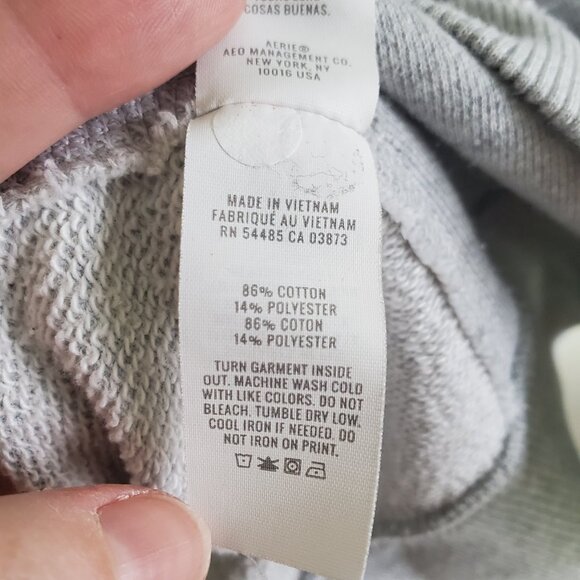 COSAS BUENAS.
AERIE®
AEO MANAGEMENT CO.
NEW YORK, NY
10016 USA
MADE IN VIETNAM
FABRIQUÉ AU VIETNAM
RN 54485 CA 03873
86% COTTON
14% POLYESTER
86% COTON
14% POLYESTER
TURN GARMENT INSIDE
OUT. MACHINE WASH COLD
WITH LIKE COLORS. DO NOT
BLEACH. TUMBLE DRY LOW.
COOL IRON IF NEEDED. DO
NOT IRON ON PRINT.